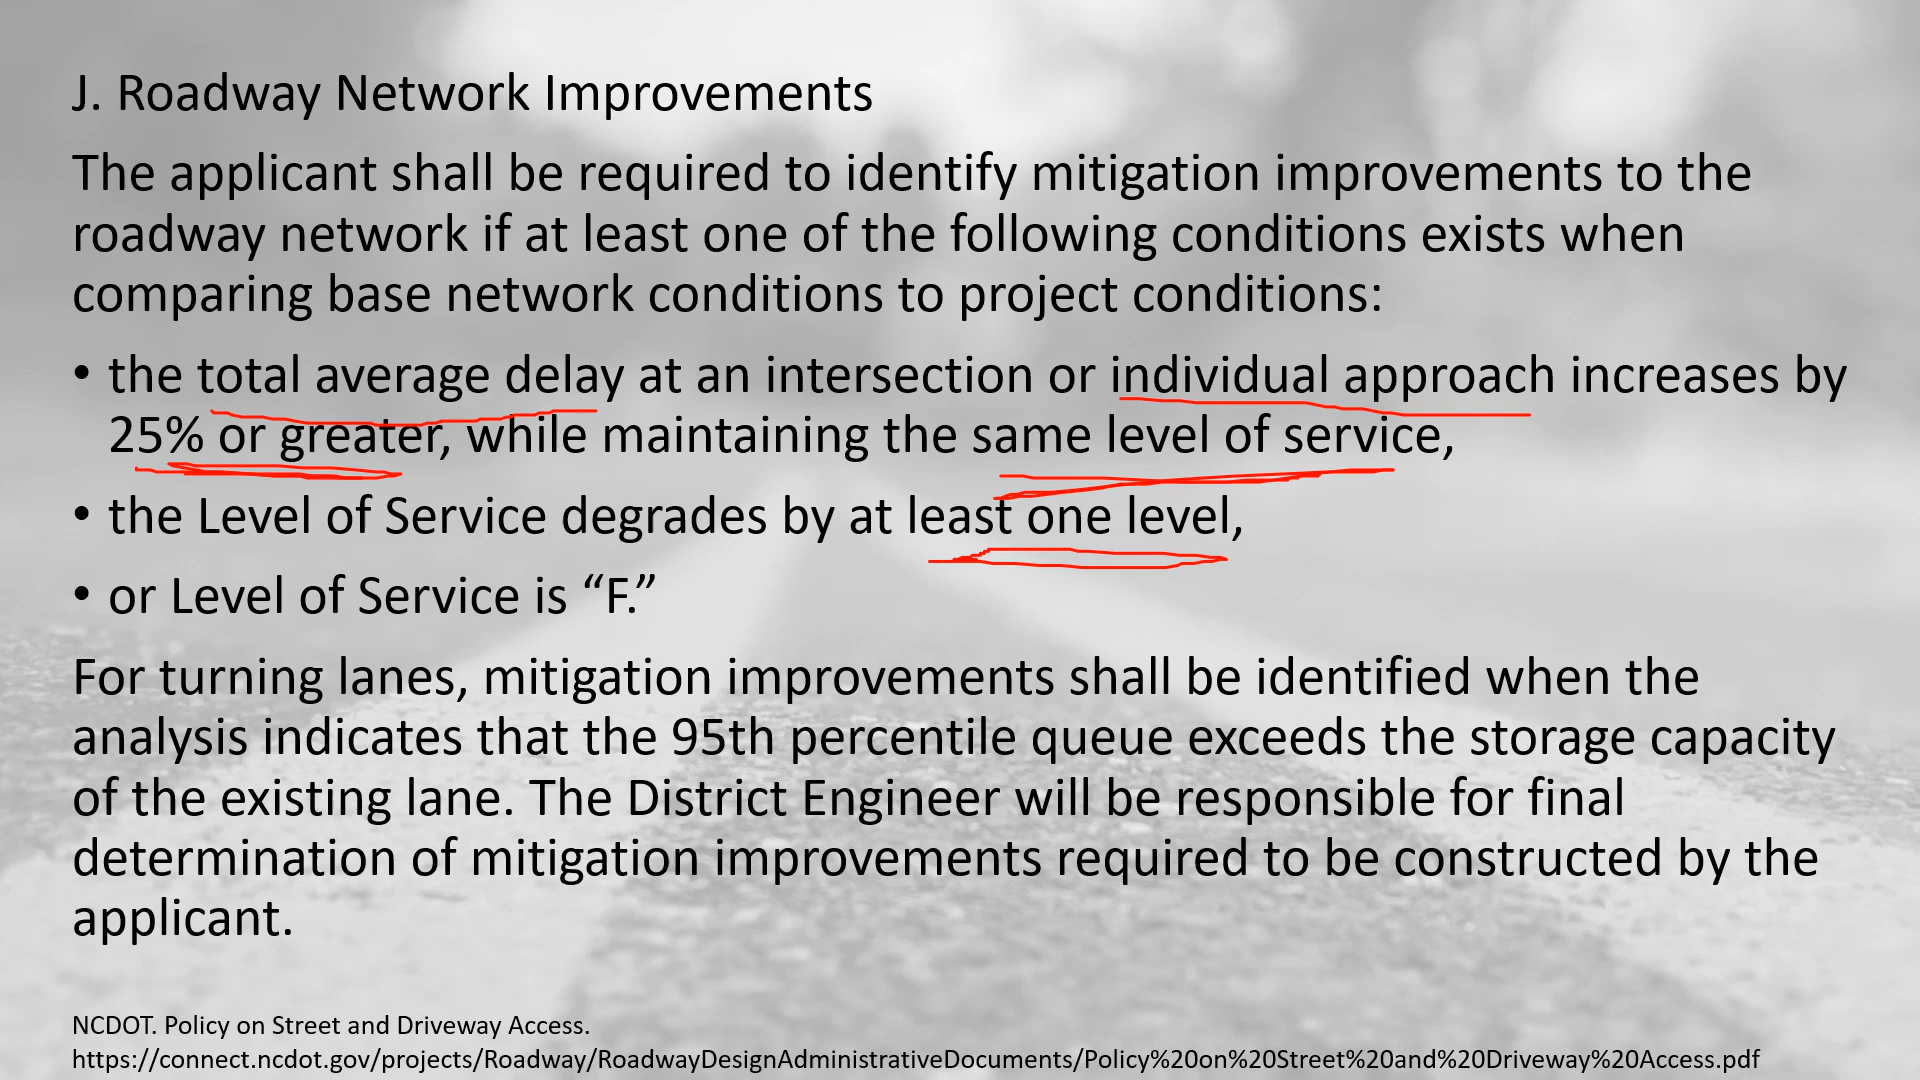 J. Roadway Network Improvements
The applicant shall be required to identify mitigation improvements to the
roadway network if at least one of the following conditions exists when
comparing base network conditions to project conditions:
• the total average delay at an intersection or individual approach increases by
25% or greater, while maintaining the same level of service,
• the Level of Service degrades by at least one level,
• or Level of Service is “F.”
For turning lanes, mitigation improvements shall be identified when the
analysis indicates that the 95th percentile queue exceeds the storage capacity
of the existing lane. The District Engineer will be responsible for final
determination of mitigation improvements required to be constructed by the
applicant.
NCDOT. Policy on Street and Driveway Access.
https://connect.ncdot.gov/projects/Roadway/RoadwayDesignAdministrativeDocuments/Policy%20on%20Street%20and%20Driveway%20Access.pdf